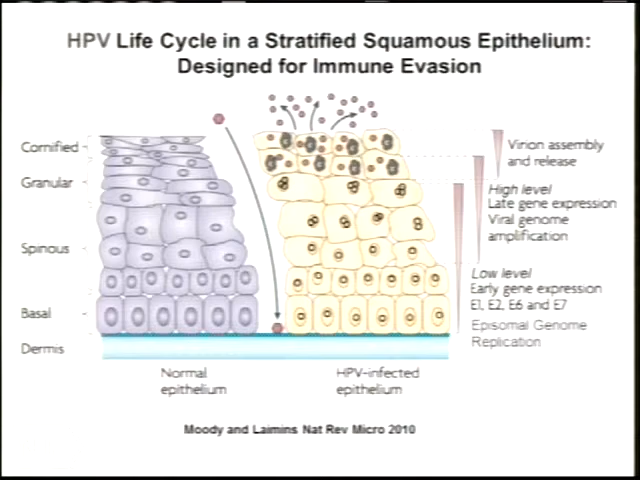 HPV Life Cycle in a Stratified Squamous Epithelium:
Designed for Immune Evasion
Cornified
Granular
Spinous
Basal
Dermis
Normal
epithelium
HPV-infected
epithelium
Virion assembly
and release
High level
Late gene expression
Viral genome
amplification
Low level
Early gene expression
E1, E2, E6 and E7
Episomal Genome
Replication
Moody and Laimins Nat Rev Micro 2010